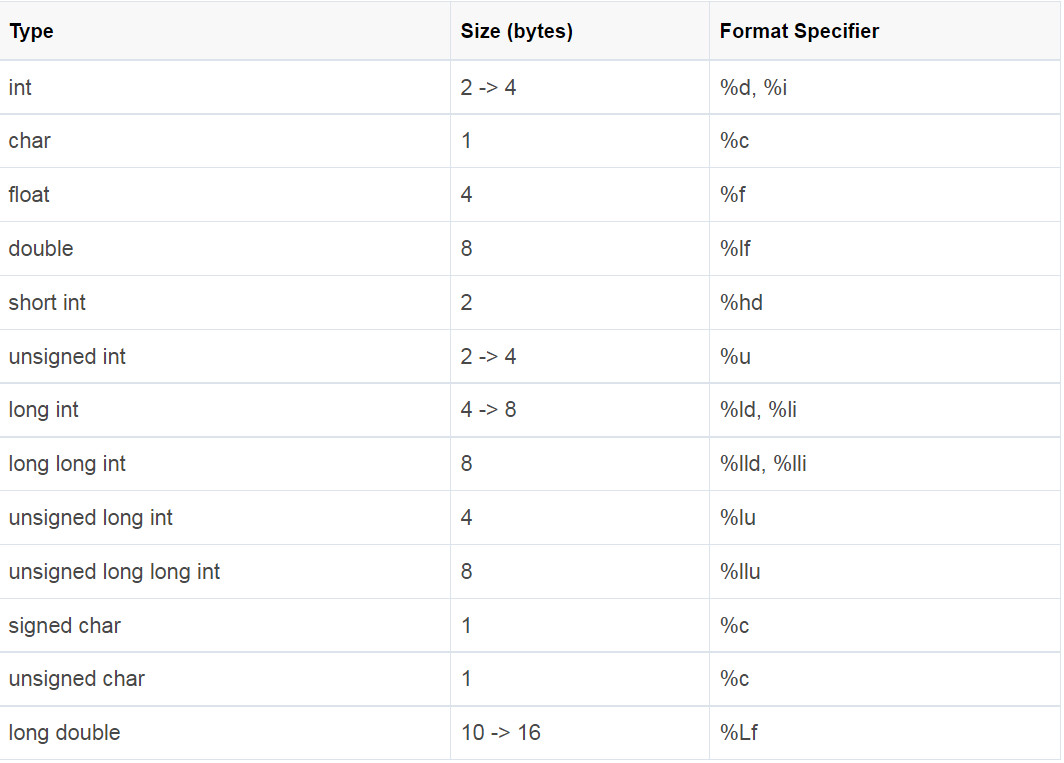 Type Size (bytes) Format Specifier
int 2 -> 4 %d, %i
char 1 %c
float 4 %f
double 8 %lf
short int 2 %hd
unsigned int 2 -> 4 %u
long int 4 -> 8 %ld, %li
long long int 8 %lld, %lli
unsigned long int 4 %lu
unsigned long long int 8 %llu
signed char 1 %c
unsigned char 1 %c
long double 10 -> 16 %Lf